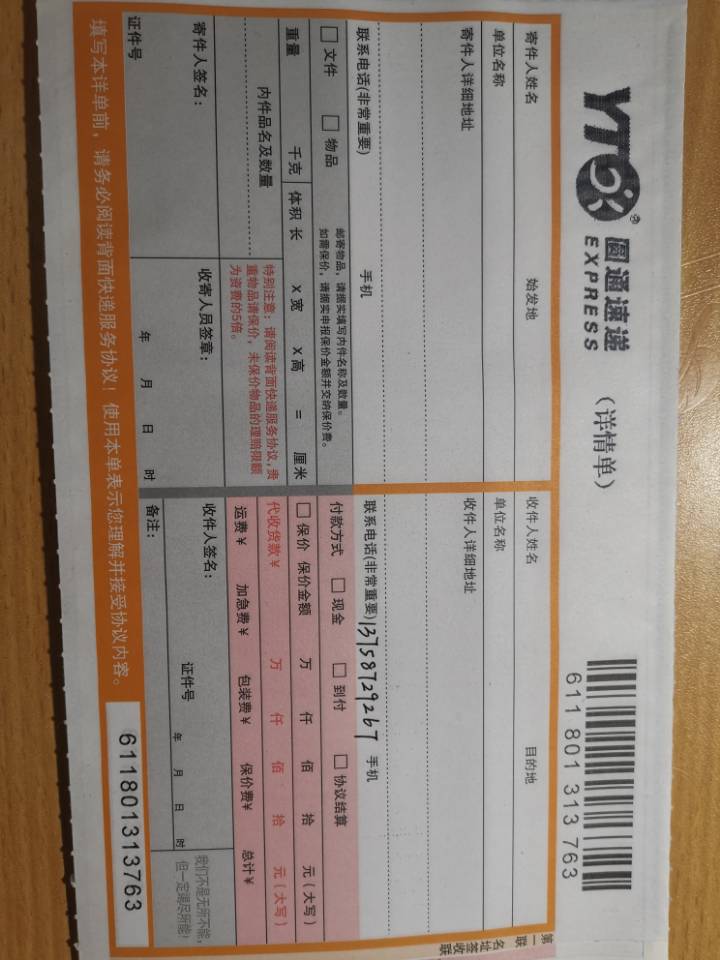 YTO 圆通速递
EXPRESS
（详情单）
611 801 313 763
第一联 名址签收联
寄件人姓名 始发地
单位名称
寄件人详细地址
联系电话(非常重要) 手机
收件人姓名 目的地
单位名称
收件人详细地址
联系电话(非常重要)13758729267 手机
文件 物品 邮寄物品，请据实填写内件名称及数量。
如需保价，请据实申报保价金额并交纳保价费。
重量 千克 体积 长 X宽 X高 = 厘米
内件品名及数量
特别注意：请阅读背面快递服务协议，贵
重物品请保价，未保价物品的理赔限额
为资费的5倍。
寄件人签名：
证件号
收寄人员签章：
年 月 日 时
付款方式 现金 到付 协议结算
保价 保价金额 万 仟 佰 拾 元（大写）
代收货款¥ 万 仟 佰 拾 元（大写）
运费¥ 加急费¥ 包装费¥ 保价费¥ 总计¥
收件人签名：
证件号 年 月 日 时
我们不是无所不能，
但一定竭尽所能！
备注：
填写本详单前，请务必阅读背面快递服务协议！使用本单表示您理解并接受协议内容。
611801313763